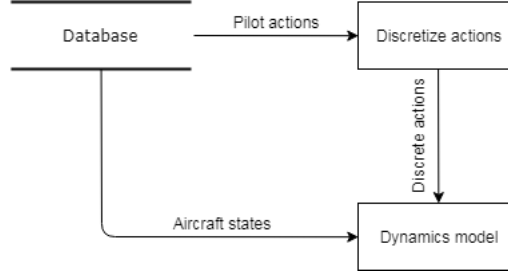 Pilot actions
Database
Discretize actions
Discrete actions
Aircraft states
Dynamics model